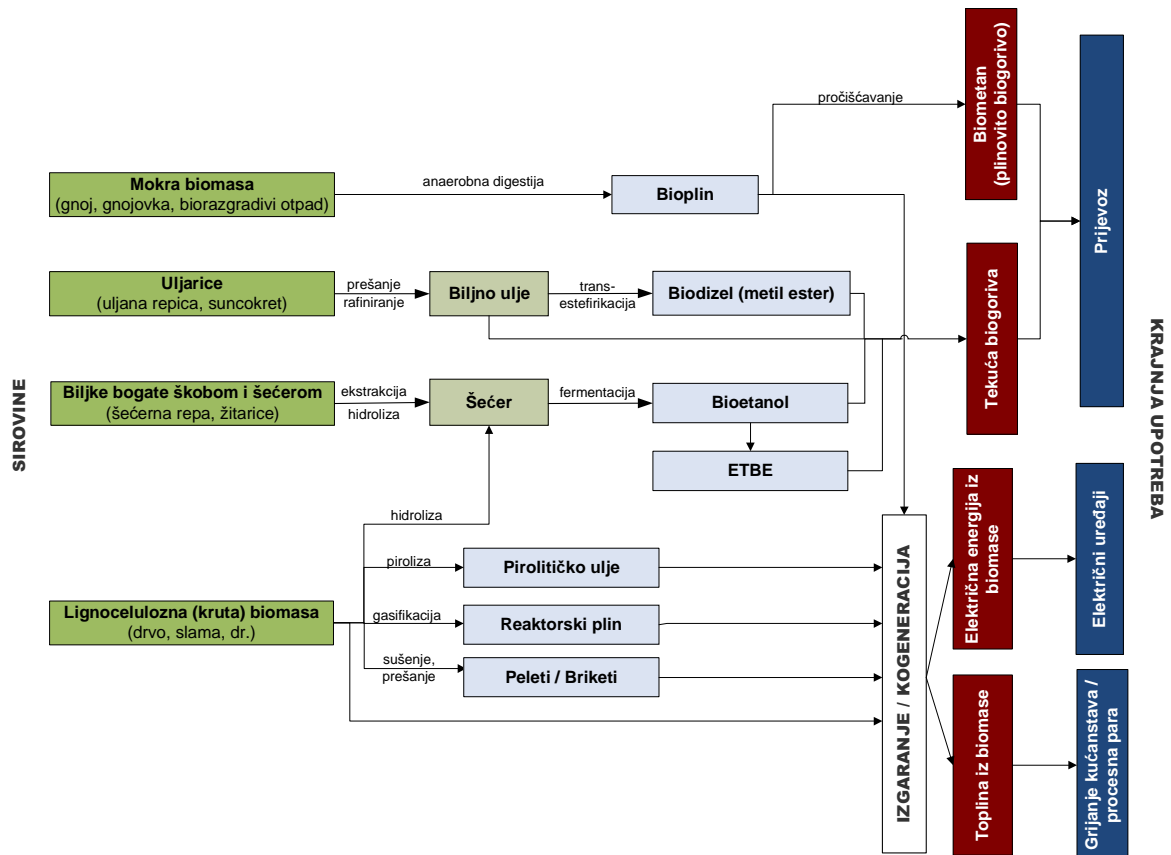 SIROVINE
Mokra biomasa
(gnoj, gnojovka, biorazgradivi otpad)
anaerobna digestija
Bioplin
pročišćavanje
Biometan
(plinovito biogorivo)
Prijevoz
Uljarice
(uljana repica, suncokret)
prešanje
rafiniranje
Biljno ulje
trans-
estefirikacija
Biodizel (metil ester)
Tekuća biogoriva
Biljke bogate škobom i šećerom
(šećerna repa, žitarice)
ekstrakcija
hidroliza
Šećer
fermentacija
Bioetanol
ETBE
hidroliza
Lignocelulozna (kruta) biomasa
(drvo, slama, dr.)
piroliza
Pirolitičko ulje
gasifikacija
Reaktorski plin
sušenje,
prešanje
Peleti / Briketi
IZGARANJE / KOGENERACIJA
Električna energija iz
biomase
Električni uređaji
Toplina iz biomase
Grijanje kućanstava /
procesna para
KRAJNJA UPOTREBA